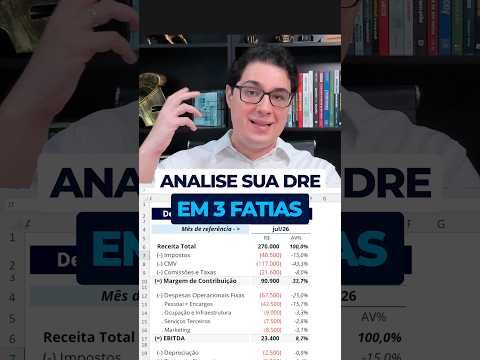 ANALISE SUA DRE
EM 3 FATIAS
Mês de referência - > jul/26
R$ AV%
Receita Total 270.000 100,0%
(-) Impostos (40.500) -15,0%
(-) CMV (117.000) -43,3%
(-) Comissões e Taxas (21.600) -8,0%
(=) Margem de Contribuição 90.900 33,7%
(-) Despesas Operacionais Fixas (67.500) -25,0%
Pessoal + Encargos (42.500) -15,7%
Ocupação e Infraestrutura (9.000) -3,3%
Serviços Terceiros (7.500) -2,8%
Marketing (8.500) -3,1%
(=) EBITDA 23.400 8,7%
(-) Depreciação (2.500) -0,9%
Mês
AV%
Receita Total
100,0%
(-) Impostos
-15,0%